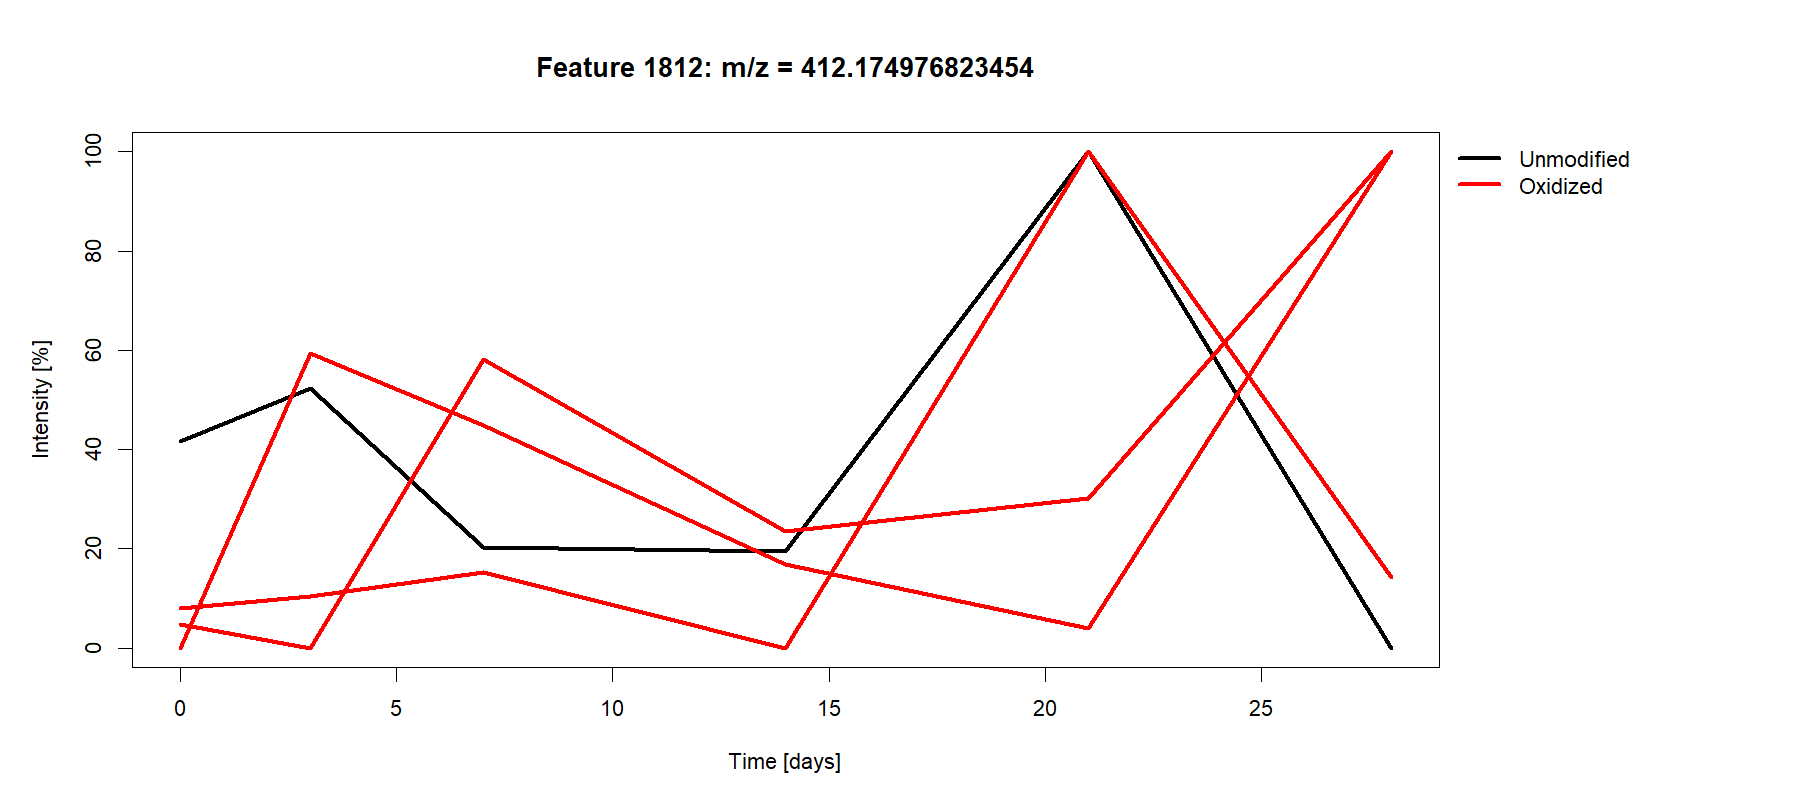 Feature 1812: m/z = 412.174976823454
Unmodified
Oxidized
Intensity [%]
100
80
60
40
20
0
0 5 10 15 20 25
Time [days]